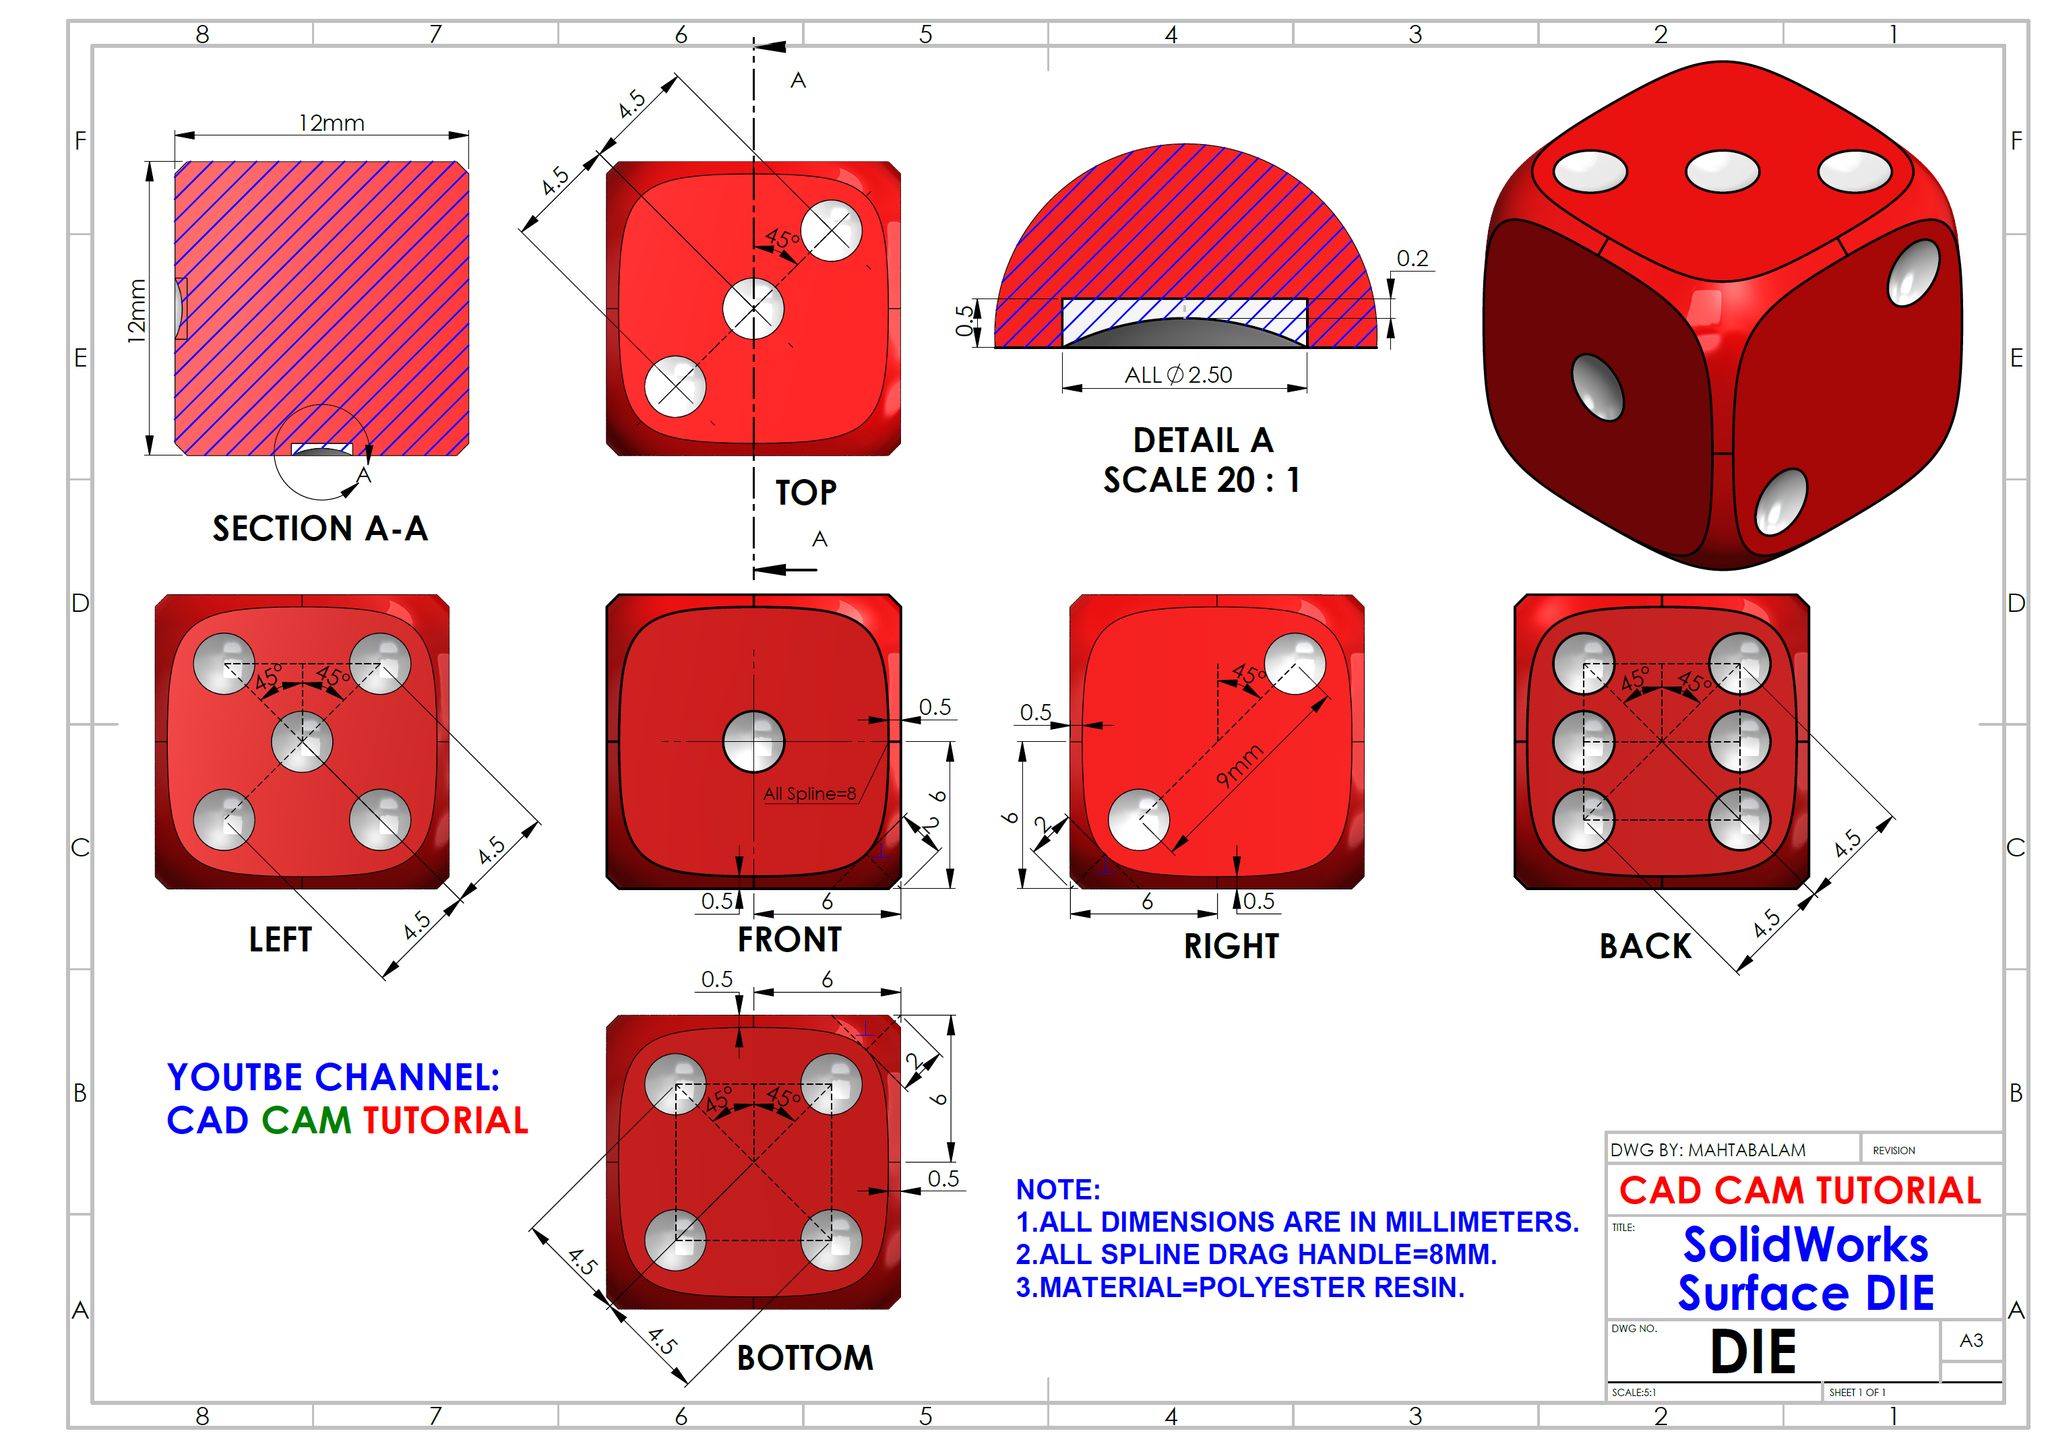 8 7 6 5 4 3 2 1
F F
E E
D D
C C
B B
A A
12mm
12mm
A
SECTION A-A
A
4.5
4.5
45°
TOP
A
0.2
0.5
ALL Ø 2.50
DETAIL A
SCALE 20 : 1
45° 45°
4.5
4.5
LEFT
0.5
All Spline=8
6
2
0.5
6
FRONT
0.5
45°
9mm
6
2
6
0.5
RIGHT
45° 45°
4.5
4.5
BACK
0.5
6
45° 45°
2
6
0.5
4.5
4.5
BOTTOM
YOUTBE CHANNEL:
CAD CAM TUTORIAL
NOTE:
1.ALL DIMENSIONS ARE IN MILLIMETERS.
2.ALL SPLINE DRAG HANDLE=8MM.
3.MATERIAL=POLYESTER RESIN.
DWG BY: MAHTABALAM
REVISION
CAD CAM TUTORIAL
TITLE:
SolidWorks
Surface DIE
DWG NO.
DIE
A3
SCALE:5:1
SHEET 1 OF 1
8 7 6 5 4 3 2 1